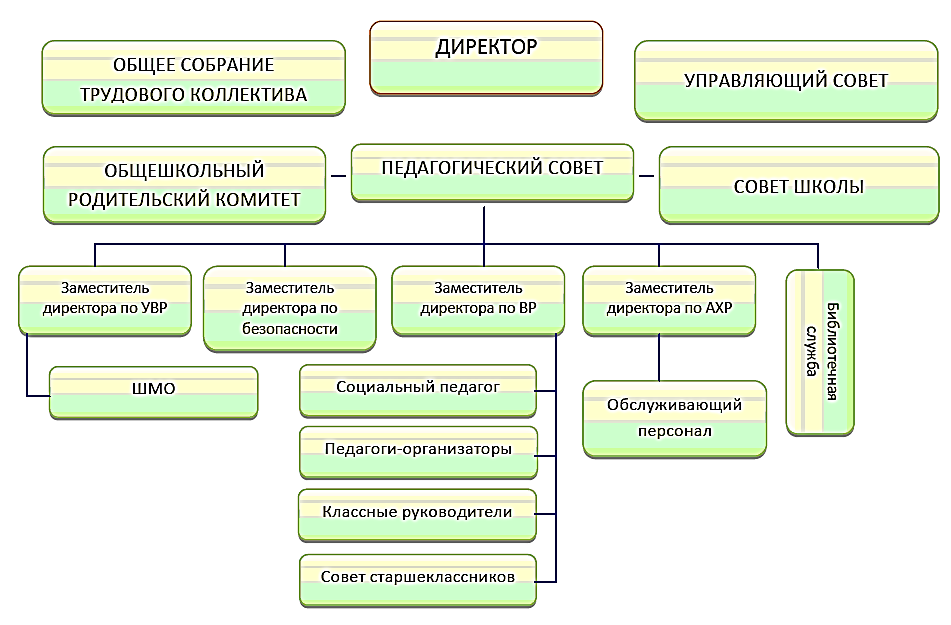 ОБЩЕЕ СОБРАНИЕ
ТРУДОВОГО КОЛЛЕКТИВА
ДИРЕКТОР
УПРАВЛЯЮЩИЙ СОВЕТ
ОБЩЕШКОЛЬНЫЙ
РОДИТЕЛЬСКИЙ КОМИТЕТ
ПЕДАГОГИЧЕСКИЙ СОВЕТ
СОВЕТ ШКОЛЫ
Заместитель
директора по УВР
Заместитель
директора по
безопасности
Заместитель
директора по ВР
Заместитель
директора по АХР
Библиотечная
служба
ШМО
Социальный педагог
Педагоги-организаторы
Классные руководители
Совет старшеклассников
Обслуживающий
персонал